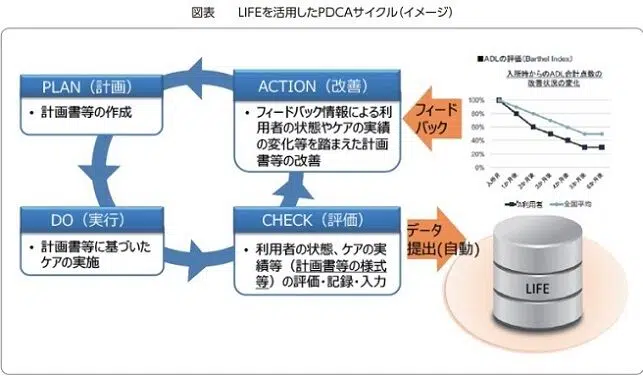 図表 LIFEを活用したPDCAサイクル(イメージ)
PLAN(計画)
・計画書等の作成
ACTION(改善)
・フィードバック情報による利
用者の状態やケアの実績
の変化等を踏まえた計画
書等の改善
フィード
バック
■ADLの評価(Barthel Index)
入所時からのADL合計点数の
改善状況の変化
100%
80%
60%
40%
20%
0%
入所月
1か月後
2か月後
3か月後
4か月後
5か月後
6か月後
利用者
全国平均
DO(実行)
・計画書等に基づいた
ケアの実施
CHECK(評価)
・利用者の状態、ケアの実
績等(計画書等の様式
等)の評価・記録・入力
データ
提出(自動)
LIFE